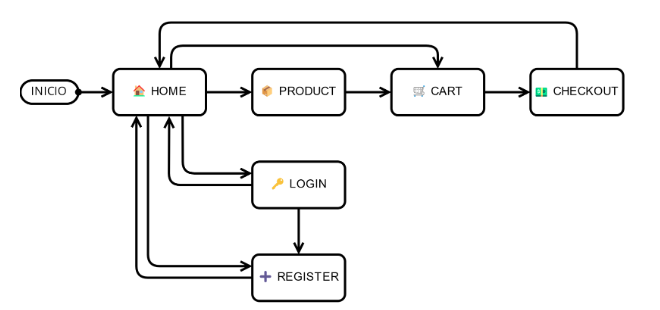 INICIO
🏠 HOME
📦 PRODUCT
🛒 CART
💵 CHECKOUT
🔑 LOGIN
➕ REGISTER